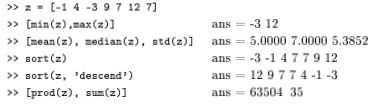 >> z = [-1 4 -3 9 7 12 7]
>> [min(z),max(z)] ans = -3 12
>> [mean(z), median(z), std(z)] ans = 5.0000 7.0000 5.3852
>> sort(z) ans = -3 -1 4 7 7 9 12
>> sort(z, 'descend') ans = 12 9 7 7 4 -1 -3
>> [prod(z), sum(z)] ans = 63504 35